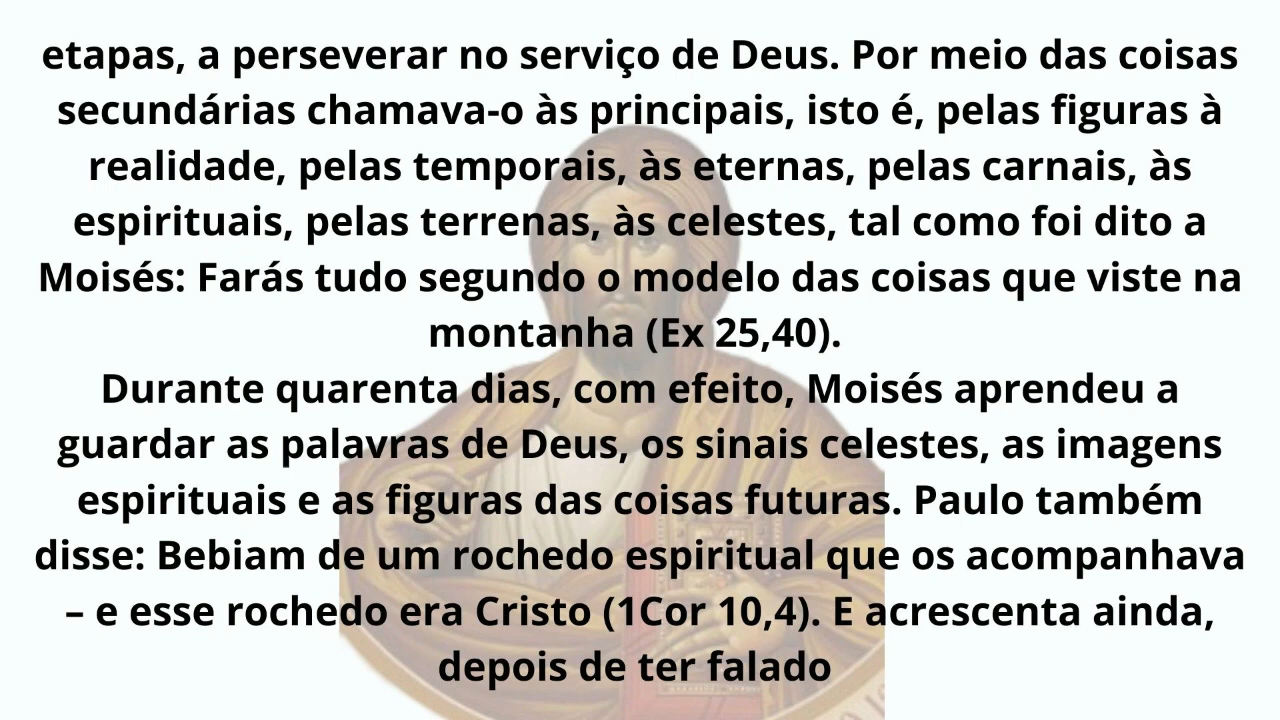 etapas, a perseverar no serviço de Deus. Por meio das coisas
secundárias chamava-o às principais, isto é, pelas figuras à
realidade, pelas temporais, às eternas, pelas carnais, às
espirituais, pelas terrenas, às celestes, tal como foi dito a
Moisés: Farás tudo segundo o modelo das coisas que viste na
montanha (Ex 25,40).
Durante quarenta dias, com efeito, Moisés aprendeu a
guardar as palavras de Deus, os sinais celestes, as imagens
espirituais e as figuras das coisas futuras. Paulo também
disse: Bebiam de um rochedo espiritual que os acompanhava
– e esse rochedo era Cristo (1Cor 10,4). E acrescenta ainda,
depois de ter falado